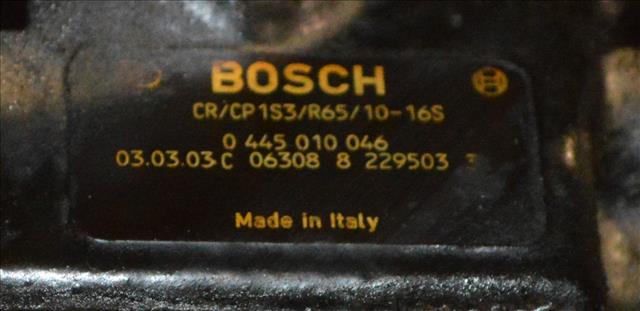 BOSCH
CR/CP1S3/R65/10-16S
0 445 010 046
03.03.03 C 06308 8 229503
Made in Italy